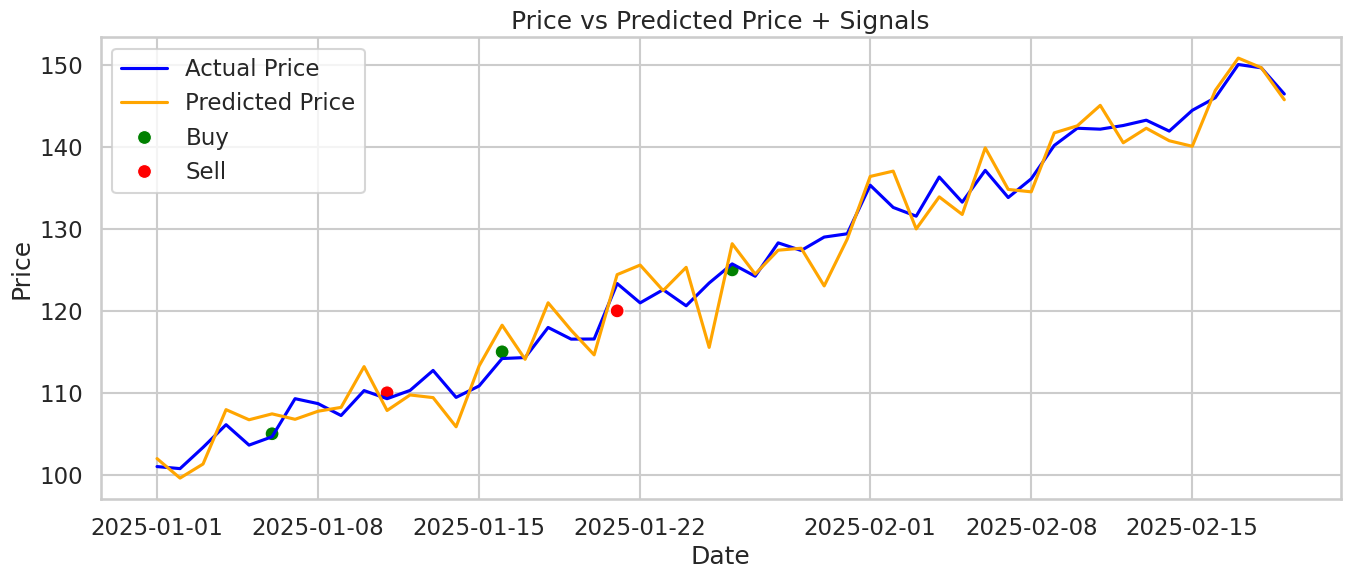 Price vs Predicted Price + Signals
Actual Price
Predicted Price
Buy
Sell
150
140
130
120
110
100
Price
2025-01-01 2025-01-08 2025-01-15 2025-01-22 2025-02-01 2025-02-08 2025-02-15
Date